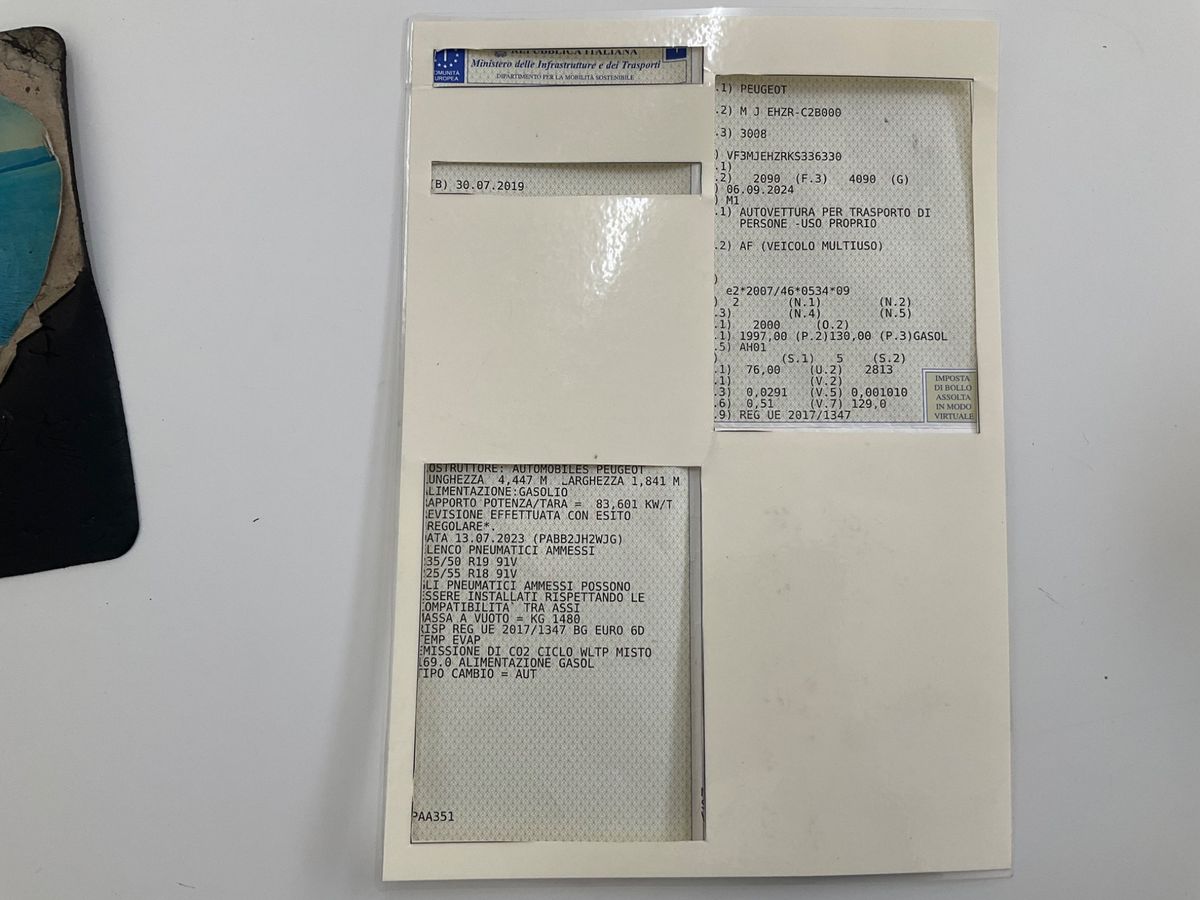 REPUBBLICA ITALIANA
COMUNITÀ
EUROPEA
Ministero delle Infrastrutture e dei Trasporti
DIPARTIMENTO PER LA MOBILITÀ SOSTENIBILE
(B) 30.07.2019
.1) PEUGEOT
.2) M J EHZR-C2B000
.3) 3008
) VF3MJEHZRKS336330
.1)
.2) 2090 (F.3) 4090 (G)
) 06.09.2024
) M1
.1) AUTOVETTURA PER TRASPORTO DI
PERSONE -USO PROPRIO
.2) AF (VEICOLO MULTIUSO)
)
e2*2007/46*0534*09
) 2 (N.1) (N.2)
.3) (N.4) (N.5)
.1) 2000 (O.2)
.1) 1997,00 (P.2)130,00 (P.3)GASOL
.5) AH01
) (S.1) 5 (S.2)
.1) 76,00 (U.2) 2813
.1) (V.2)
.3) 0,0291 (V.5) 0,001010
.6) 0,51 (V.7) 129,0
.9) REG UE 2017/1347
IMPOSTA
DI BOLLO
ASSOLTA
IN MODO
VIRTUALE
OSTRUTTORE: AUTOMOBILES PEUGEOT
UNGHEZZA 4,447 M LARGHEZZA 1,841 M
LIMENTAZIONE:GASOLIO
APPORTO POTENZA/TARA = 83,601 KW/T
EVISIONE EFFETTUATA CON ESITO
REGOLARE*.
ATA 13.07.2023 (PABB2JH2WJG)
LENCO PNEUMATICI AMMESSI
35/50 R19 91V
25/55 R18 91V
LI PNEUMATICI AMMESSI POSSONO
SSERE INSTALLATI RISPETTANDO LE
OMPATIBILITA` TRA ASSI
ASSA A VUOTO = KG 1480
RISP REG UE 2017/1347 BG EURO 6D
TEMP EVAP
EMISSIONE DI CO2 CICLO WLTP MISTO
169.0 ALIMENTAZIONE GASOL
TIPO CAMBIO = AUT
PAA351